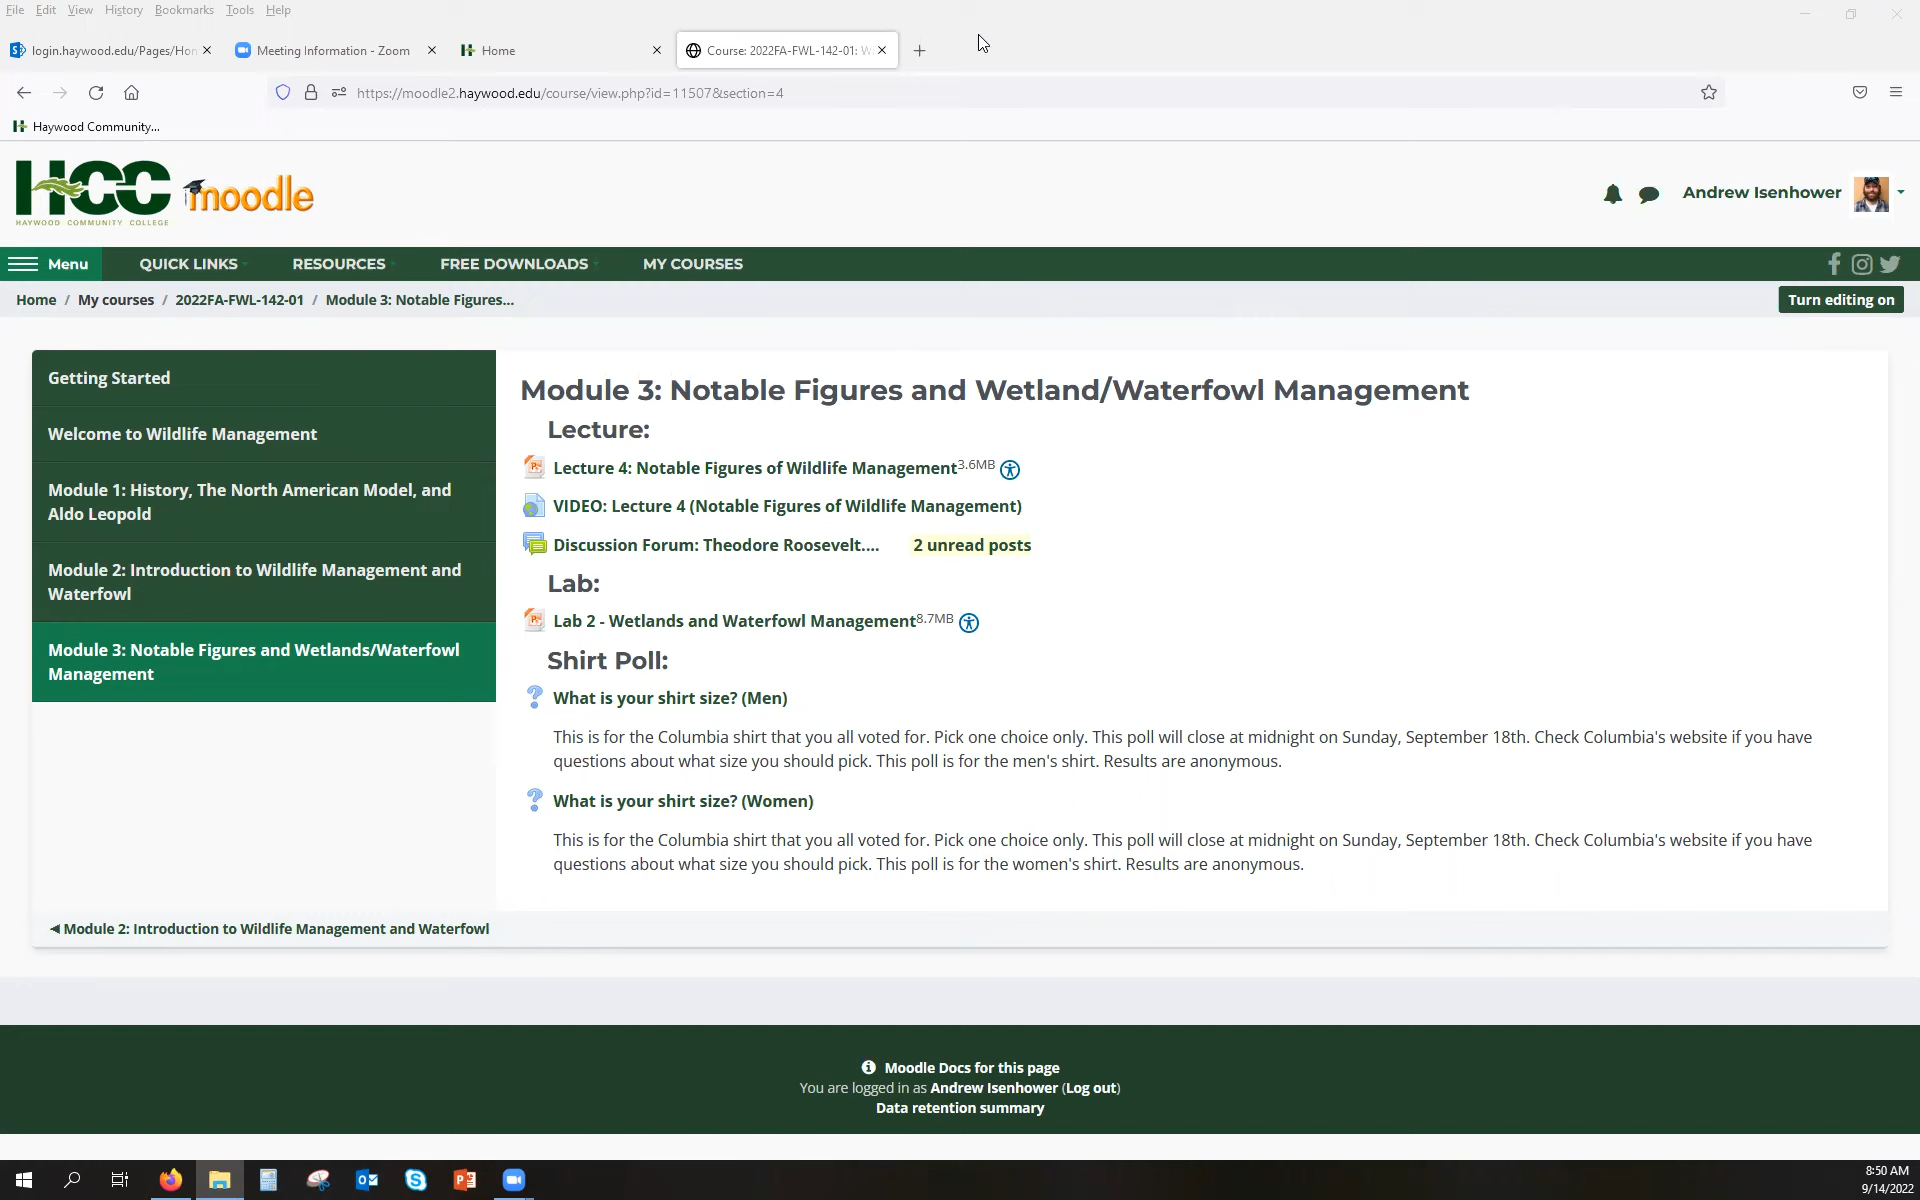 File Edit View History Bookmarks Tools Help
login.haywood.edu/Pages/Hor
Meeting Information - Zoom
Home
Course: 2022FA-FWL-142-01: W
https://moodle2.haywood.edu/course/view.php?id=11507&section=4
Haywood Community...
HCC moodle
HAYWOOD COMMUNITY COLLEGE
Andrew Isenhower
Menu QUICK LINKS RESOURCES FREE DOWNLOADS MY COURSES
Home / My courses / 2022FA-FWL-142-01 / Module 3: Notable Figures...
Turn editing on
Getting Started
Welcome to Wildlife Management
Module 1: History, The North American Model, and
Aldo Leopold
Module 2: Introduction to Wildlife Management and
Waterfowl
Module 3: Notable Figures and Wetlands/Waterfowl
Management
Module 3: Notable Figures and Wetland/Waterfowl Management
Lecture:
Lecture 4: Notable Figures of Wildlife Management 3.6MB
VIDEO: Lecture 4 (Notable Figures of Wildlife Management)
Discussion Forum: Theodore Roosevelt.... 2 unread posts
Lab:
Lab 2 - Wetlands and Waterfowl Management 8.7MB
Shirt Poll:
What is your shirt size? (Men)
This is for the Columbia shirt that you all voted for. Pick one choice only. This poll will close at midnight on Sunday, September 18th. Check Columbia's website if you have
questions about what size you should pick. This poll is for the men's shirt. Results are anonymous.
What is your shirt size? (Women)
This is for the Columbia shirt that you all voted for. Pick one choice only. This poll will close at midnight on Sunday, September 18th. Check Columbia's website if you have
questions about what size you should pick. This poll is for the women's shirt. Results are anonymous.
◄ Module 2: Introduction to Wildlife Management and Waterfowl
Moodle Docs for this page
You are logged in as Andrew Isenhower (Log out)
Data retention summary
8:50 AM
9/14/2022